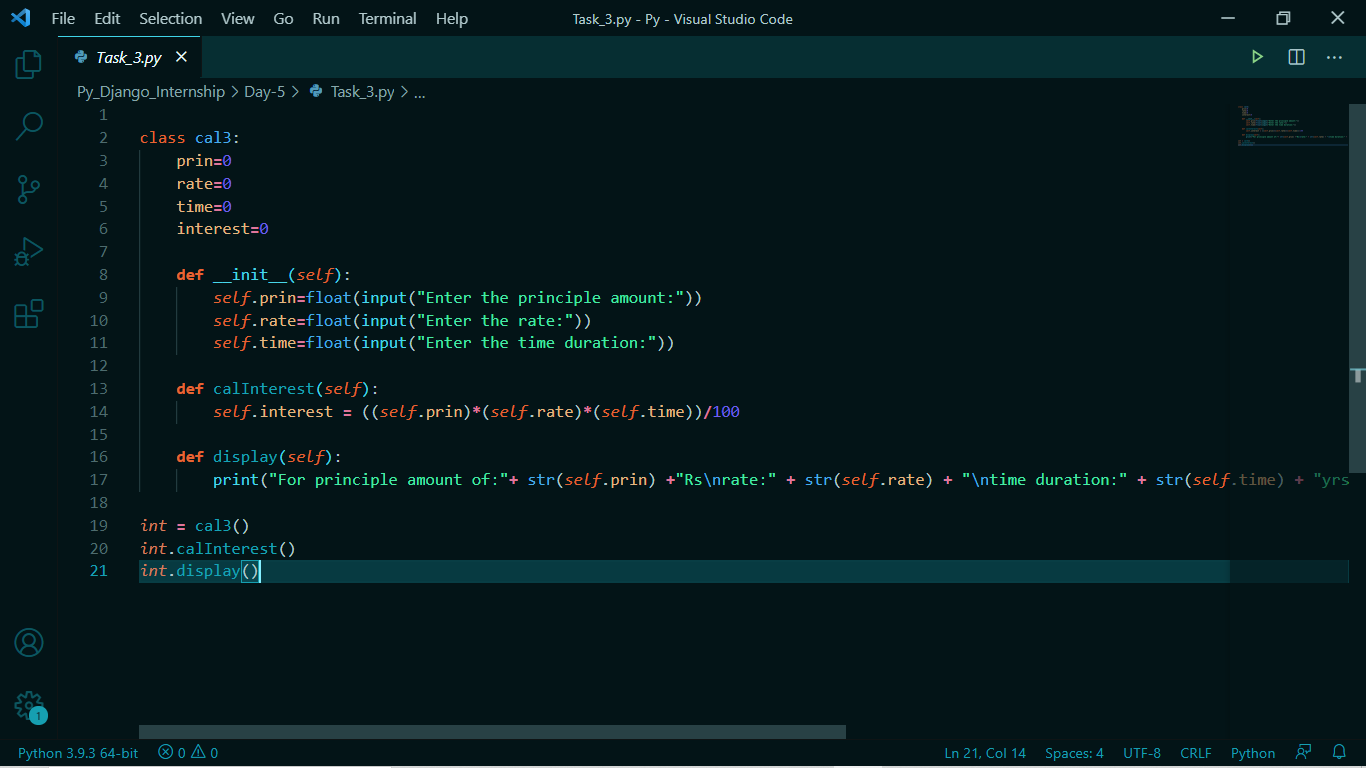 File Edit Selection View Go Run Terminal Help Task_3.py - Py - Visual Studio Code
Task_3.py
Py_Django_Internship > Day-5 > Task_3.py > ...
1
2 class cal3:
3     prin=0
4     rate=0
5     time=0
6     interest=0
7
8     def __init__(self):
9         self.prin=float(input("Enter the principle amount:"))
10         self.rate=float(input("Enter the rate:"))
11         self.time=float(input("Enter the time duration:"))
12
13     def calInterest(self):
14         self.interest = ((self.prin)*(self.rate)*(self.time))/100
15
16     def display(self):
17         print("For principle amount of:"+ str(self.prin) +"Rs\nrate:" + str(self.rate) + "\ntime duration:" + str(self.time) + "yrs
18
19 int = cal3()
20 int.calInterest()
21 int.display()
1
Python 3.9.3 64-bit 0 0 Ln 21, Col 14 Spaces: 4 UTF-8 CRLF Python